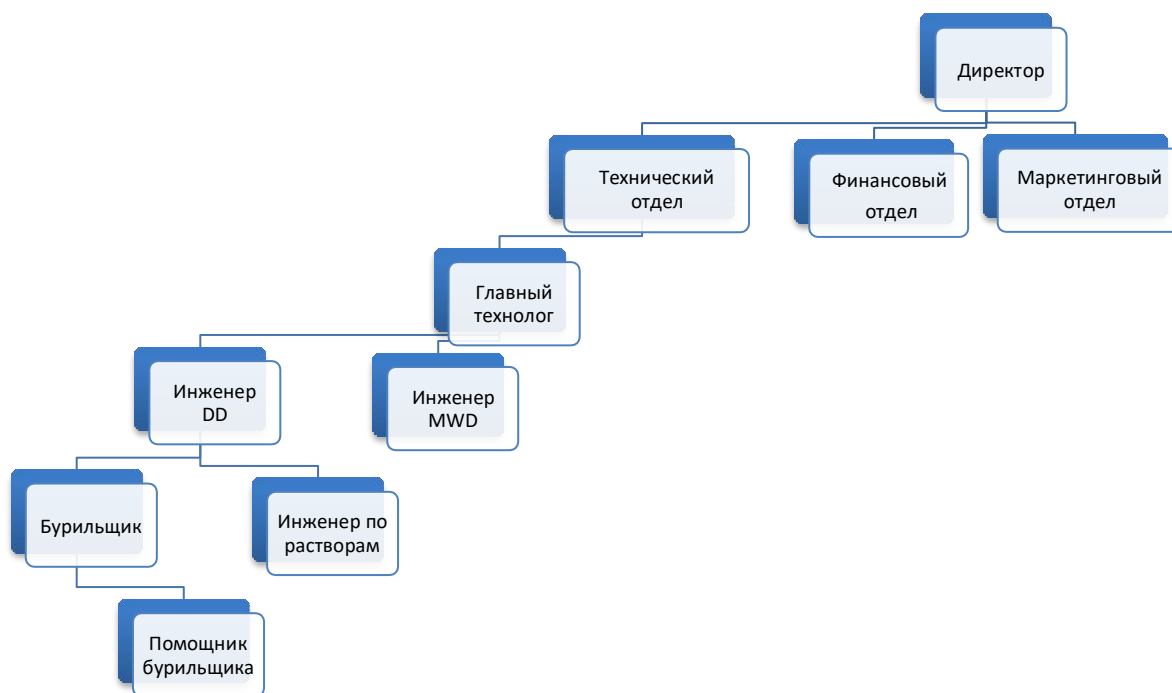 Директор
Технический
отдел
Финансовый
отдел
Маркетинговый
отдел
Главный
технолог
Инженер
DD
Инженер
MWD
Бурильщик
Инженер по
растворам
Помощник
бурильщика